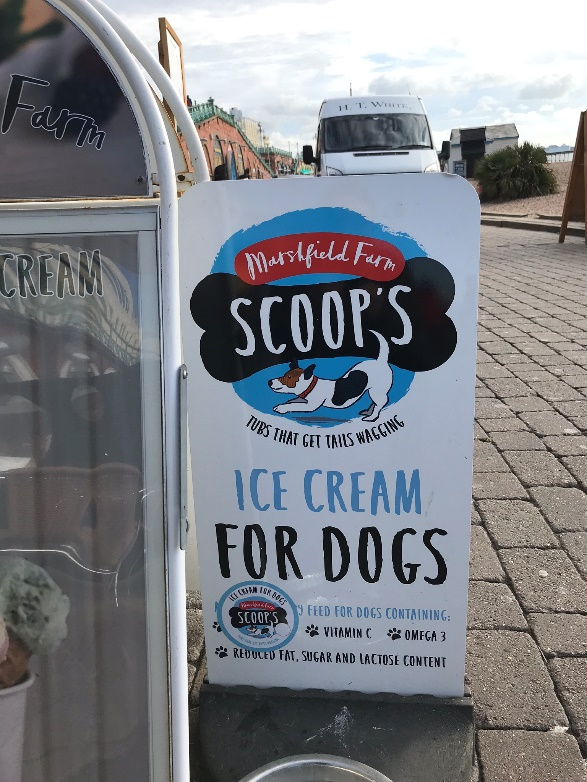 Farm
CREAM
H. T. WHITE
Marshfield Farm
SCOOP'S
TUBS THAT GET TAILS WAGGING
ICE CREAM
FOR DOGS
ICE CREAM FOR DOGS
Marshfield Farm
SCOOP'S
Y FEED FOR DOGS CONTAINING:
VITAMIN C OMEGA 3
REDUCED FAT, SUGAR AND LACTOSE CONTENT